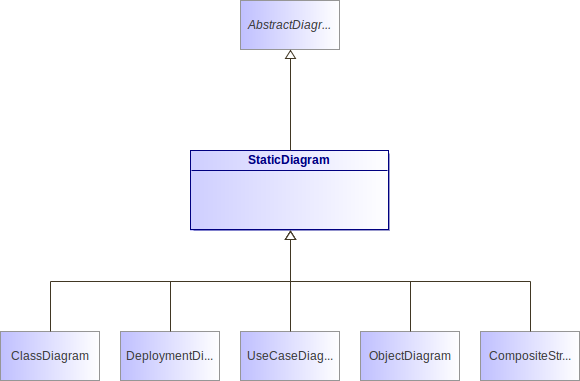 AbstractDiagr...
StaticDiagram
ClassDiagram
DeploymentDi...
UseCaseDiag...
ObjectDiagram
CompositeStr...